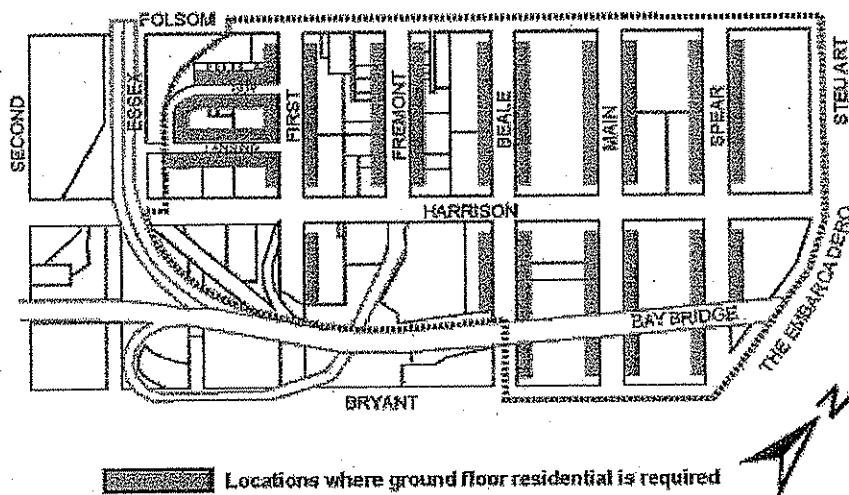 FOLSOM
SECOND
ESSEX
GUY
LANSING
FIRST
FREMONT
BEALE
MAIN
SPEAR
STEUART
HARRISON
BAY BRIDGE
THE EMBARCADERO
BRYANT
N
Locations where ground floor residential is required